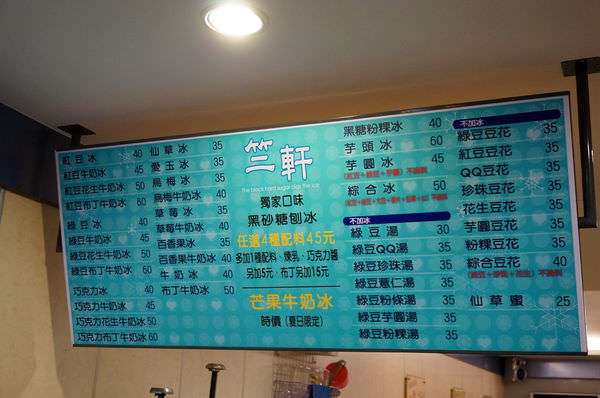 紅豆冰 40
紅豆牛奶冰 45
紅豆花生牛奶冰 50
紅豆布丁牛奶冰 60
綠豆冰 40
綠豆牛奶冰 45
綠豆花生牛奶冰 50
綠豆布丁牛奶冰 60
巧克力冰 40
巧克力牛奶冰 45
巧克力花生牛奶冰 50
巧克力布丁牛奶冰 60
仙草冰 35
愛玉冰 35
烏梅冰 35
烏梅牛奶冰 40
草莓冰 35
草莓牛奶冰 40
百香果冰 35
百香果牛奶冰 40
牛奶冰 40
布丁牛奶冰 50
竺軒
The black hard sugar digs the ice
獨家口味
黑砂糖刨冰
任選4種配料45元
多加1種配料、煉乳、巧克力醬
另加5元、布丁另加15元
芒果牛奶冰
時價(夏日限定)
黑糖粉粿冰 40
芋頭冰 60
芋圓冰 45
綜合冰 50
不加冰
綠豆湯 30
綠豆QQ湯 35
綠豆珍珠湯 35
綠豆薏仁湯 35
綠豆粉條湯 35
綠豆芋圓湯 35
綠豆粉粿湯 35
不加冰
綠豆豆花 35
紅豆豆花 35
QQ豆花 35
珍珠豆花 35
花生豆花 35
芋圓豆花 35
粉粿豆花 35
綜合豆花 40
仙草蜜 25